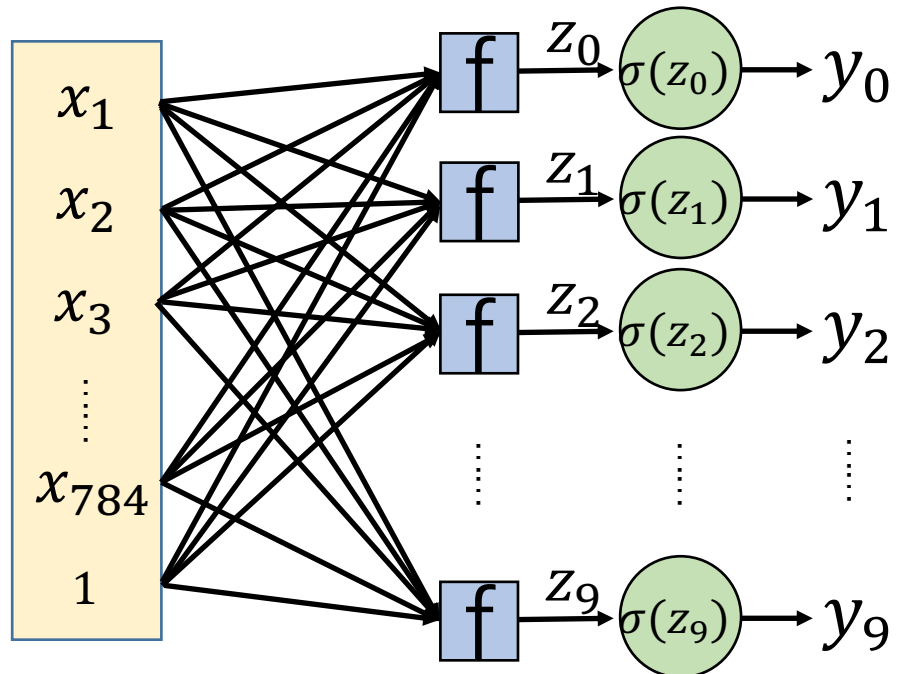 x₁ f z₀ σ(z₀) y₀
x₂ f z₁ σ(z₁) y₁
x₃ f z₂ σ(z₂) y₂
x₇₈₄
1 f z₉ σ(z₉) y₉